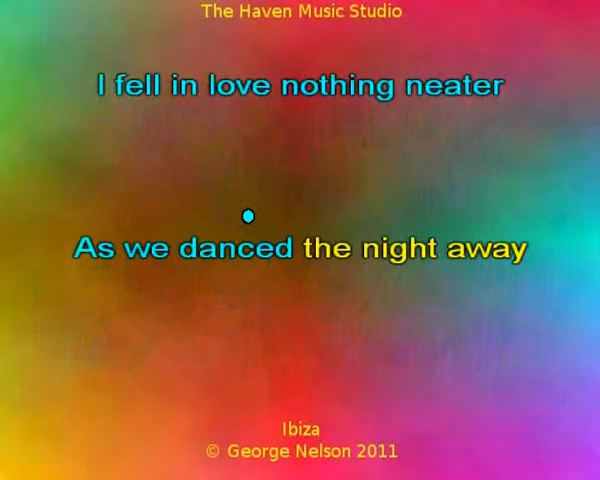 The Haven Music Studio
I fell in love nothing neater
As we danced the night away
Ibiza
© George Nelson 2011